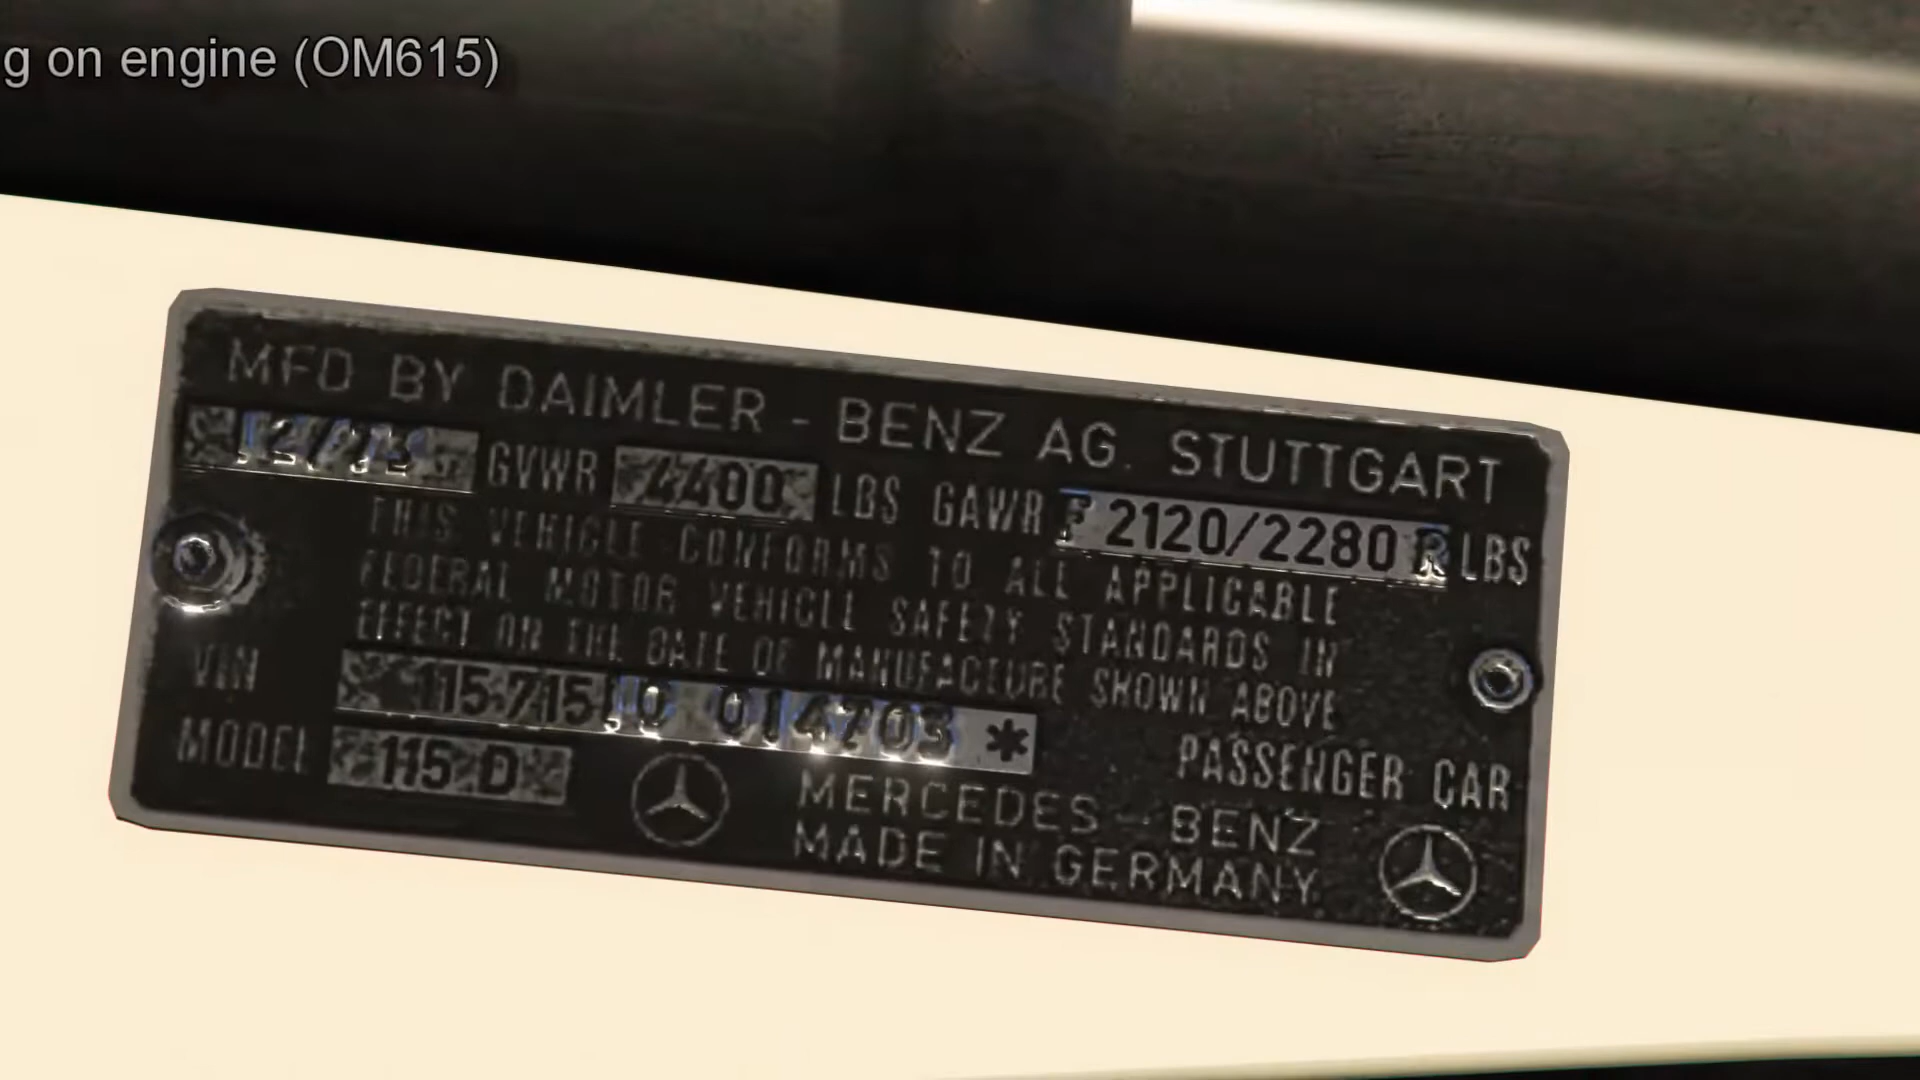 g on engine (OM615)
MFD BY DAIMLER - BENZ AG. STUTTGART
GVWR 4400 LBS GAWR F 2120/2280 R LBS
THIS VEHICLE CONFORMS TO ALL APPLICABLE
FEDERAL MOTOR VEHICLE SAFETY STANDARDS IN
EFFECT ON THE DATE OF MANUFACTURE SHOWN ABOVE
VIN 115.715
PASSENGER CAR
MODEL 115 D
MERCEDES - BENZ
MADE IN GERMANY